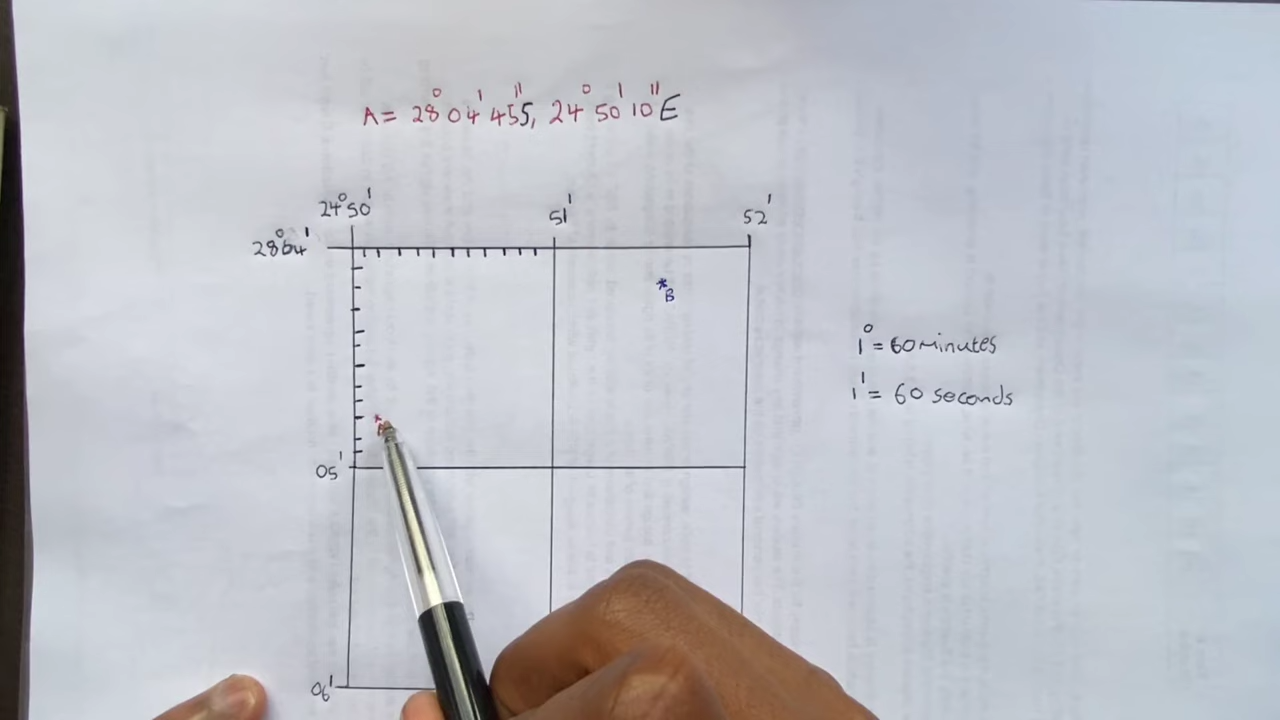 A = 28° 04' 45" S, 24° 50' 10" E
24° 50' 51' 52'
28° 04'
*B
1° = 60 minutes
1' = 60 seconds
*A
05'
06'